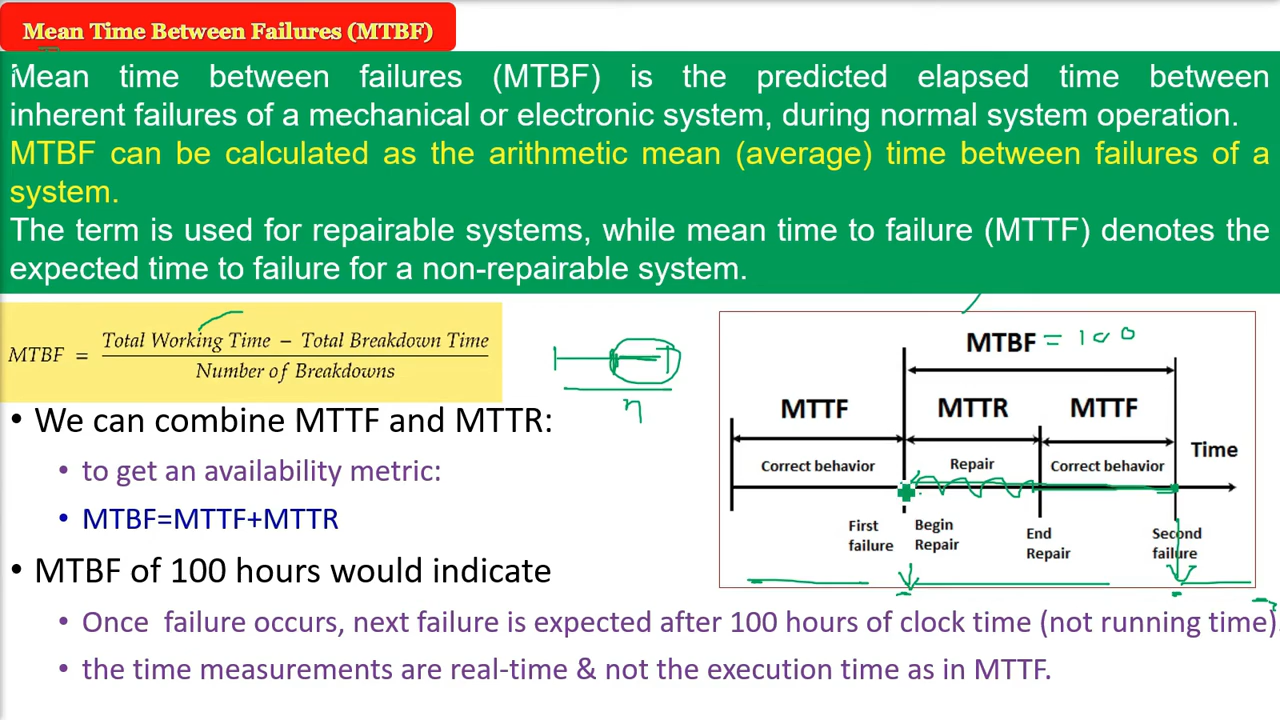 Mean Time Between Failures (MTBF)
Mean time between failures (MTBF) is the predicted elapsed time between
inherent failures of a mechanical or electronic system, during normal system operation.
MTBF can be calculated as the arithmetic mean (average) time between failures of a
system.
The term is used for repairable systems, while mean time to failure (MTTF) denotes the
expected time to failure for a non-repairable system.
MTBF = Total Working Time − Total Breakdown Time
Number of Breakdowns
n
• We can combine MTTF and MTTR:
• to get an availability metric:
• MTBF=MTTF+MTTR
• MTBF of 100 hours would indicate
• Once failure occurs, next failure is expected after 100 hours of clock time (not running time).
• the time measurements are real-time & not the execution time as in MTTF.
MTBF = 100
MTTF MTTR MTTF
Time
Correct behavior Repair Correct behavior
First failure
Begin Repair
End Repair
Second failure